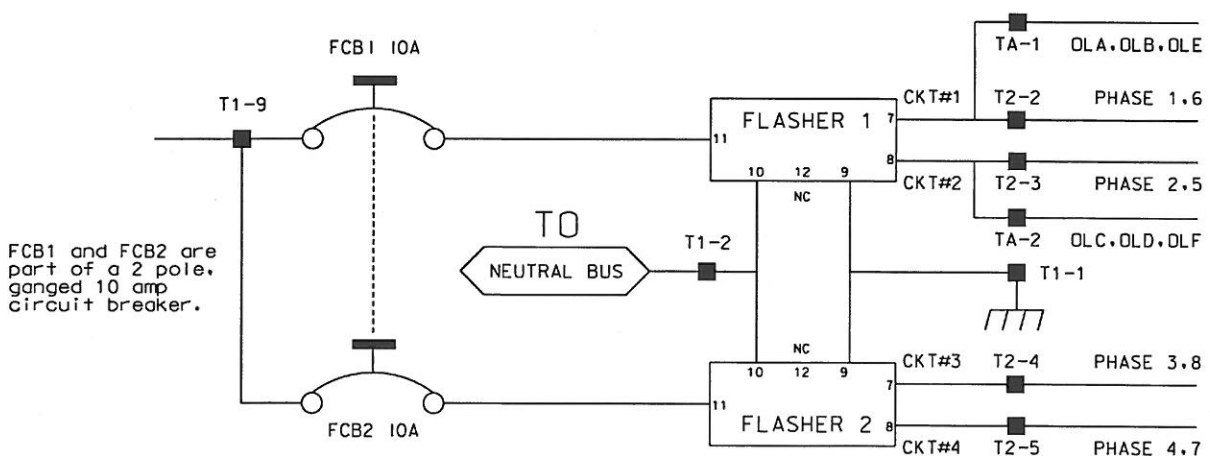 FCB1 10A
T1-9
TA-1 OLA.OLB.OLE
CKT#1 T2-2 PHASE 1.6
FLASHER 1
7
11
8
10 12 9
NC
CKT#2 T2-3 PHASE 2.5
TA-2 OLC.OLD.OLF
TO
NEUTRAL BUS
T1-2
T1-1
FCB1 and FCB2 are
part of a 2 pole.
ganged 10 amp
circuit breaker.
NC
10 12 9
CKT#3 T2-4 PHASE 3.8
7
11
FLASHER 2
8
FCB2 10A
CKT#4 T2-5 PHASE 4.7